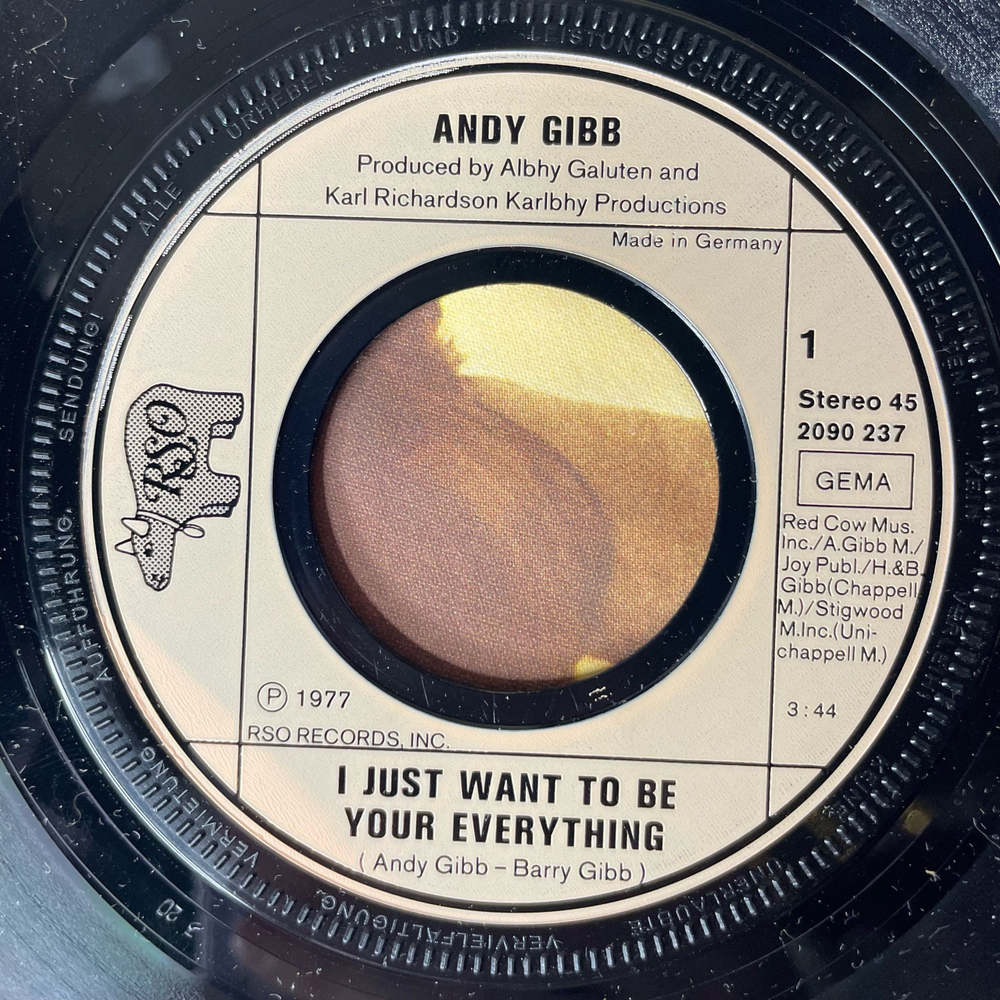 ANDY GIBB
Produced by Albhy Galuten and
Karl Richardson Karlbhy Productions
Made in Germany
1
Stereo 45
2090 237
GEMA
Red Cow Mus.
Inc./A.Gibb M./
Joy Publ./H.&B.
Gibb(Chappell
M.)/Stigwood
M.Inc.(Uni-
chappell M.)
3:44
RSO
Ⓟ 1977
RSO RECORDS, INC.
I JUST WANT TO BE
YOUR EVERYTHING
( Andy Gibb – Barry Gibb )
ALLE URHEBER UND LEISTUNGSSCHUTZRECHTE VORBEHALTEN
KEIN
UNERLAUBTE VERVIELFÄLTIGUNG, VERMIETUNG, AUFFÜHRUNG, SENDUNG!